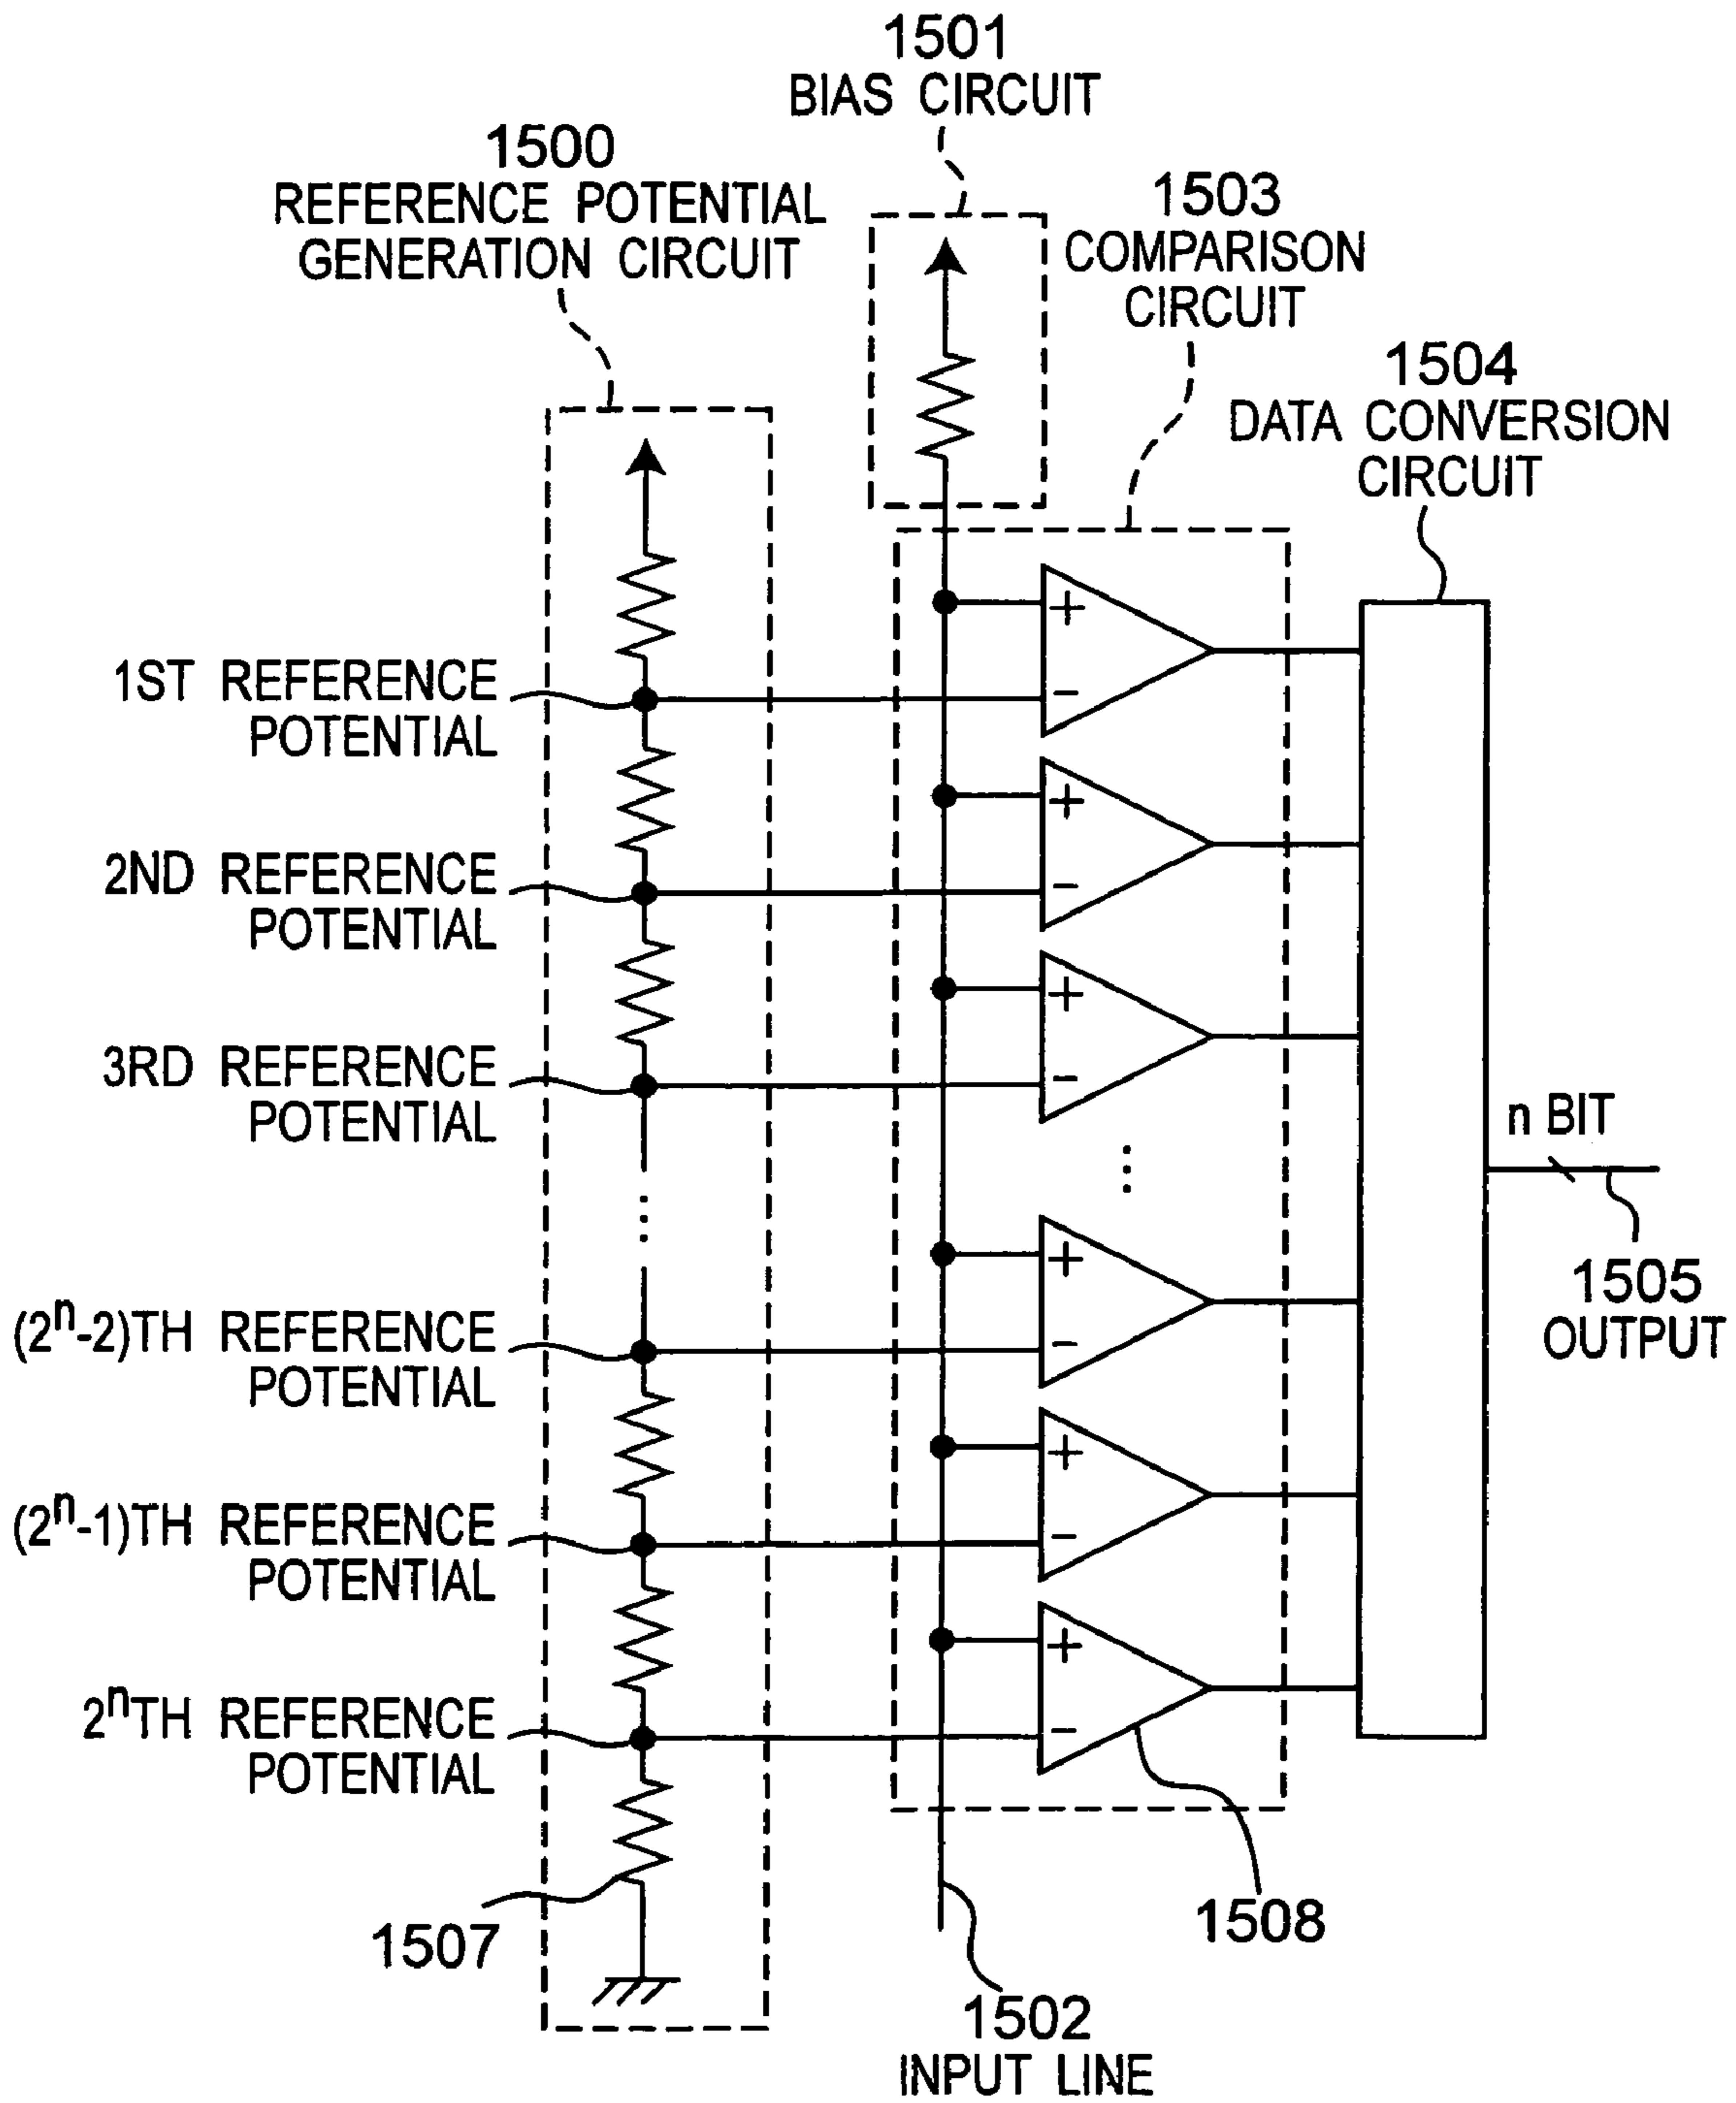 1501
BIAS CIRCUIT
1500
REFERENCE POTENTIAL
GENERATION CIRCUIT
1503
COMPARISON
CIRCUIT
1504
DATA CONVERSION
CIRCUIT
+
−
1ST REFERENCE
POTENTIAL
+
−
2ND REFERENCE
POTENTIAL
+
−
3RD REFERENCE
POTENTIAL
n BIT
1505
OUTPUT
+
−
(2ⁿ-2)TH REFERENCE
POTENTIAL
+
−
(2ⁿ-1)TH REFERENCE
POTENTIAL
+
−
2ⁿTH REFERENCE
POTENTIAL
1507
1508
1502
INPUT LINE